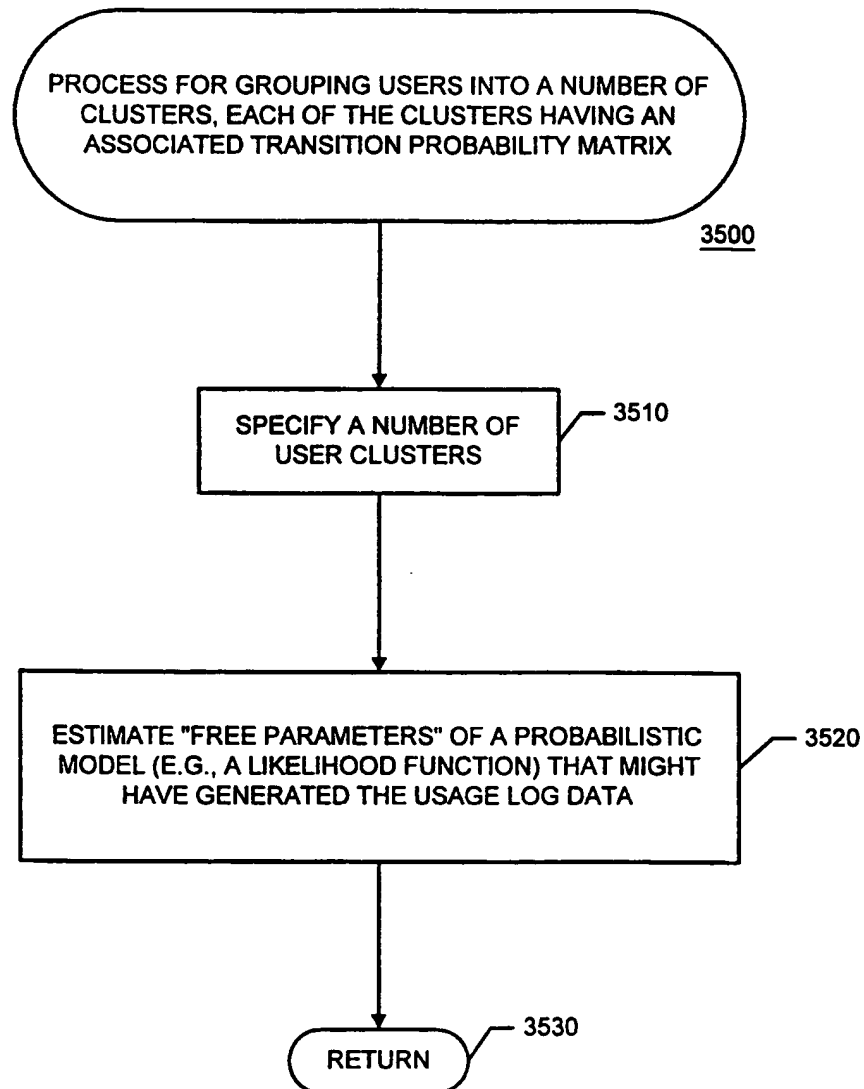 PROCESS FOR GROUPING USERS INTO A NUMBER OF
CLUSTERS, EACH OF THE CLUSTERS HAVING AN
ASSOCIATED TRANSITION PROBABILITY MATRIX
3500
SPECIFY A NUMBER OF
USER CLUSTERS
3510
ESTIMATE "FREE PARAMETERS" OF A PROBABILISTIC
MODEL (E.G., A LIKELIHOOD FUNCTION) THAT MIGHT
HAVE GENERATED THE USAGE LOG DATA
3520
RETURN
3530